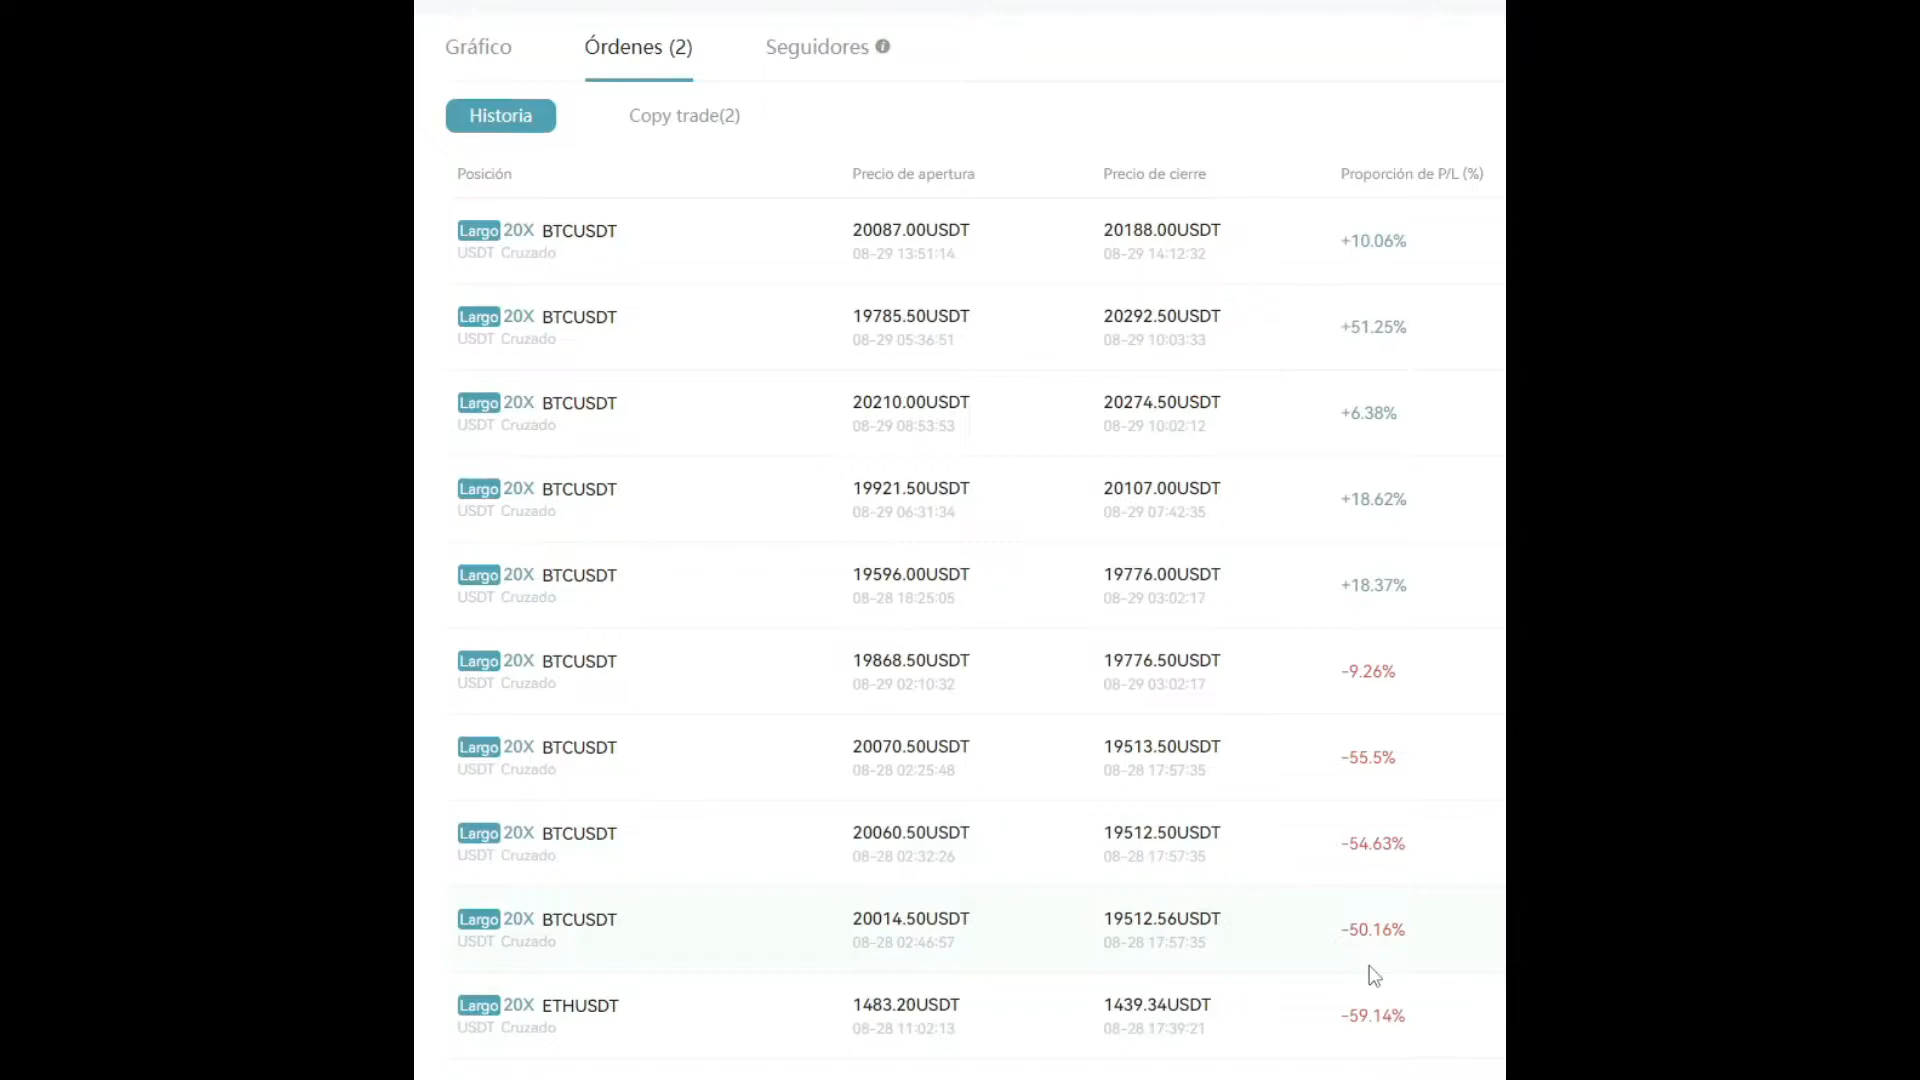 Gráfico Órdenes (2) Seguidores
Historia Copy trade(2)
Posición Precio de apertura Precio de cierre Proporción de P/L (%)
Largo 20X BTCUSDT 20087.00USDT 20188.00USDT +10.06%
USDT Cruzado 08-29 13:51:14 08-29 14:12:32
Largo 20X BTCUSDT 19785.50USDT 20292.50USDT +51.25%
USDT Cruzado 08-29 05:36:51 08-29 10:03:33
Largo 20X BTCUSDT 20210.00USDT 20274.50USDT +6.38%
USDT Cruzado 08-29 08:53:53 08-29 10:02:12
Largo 20X BTCUSDT 19921.50USDT 20107.00USDT +18.62%
USDT Cruzado 08-29 06:31:34 08-29 07:42:35
Largo 20X BTCUSDT 19596.00USDT 19776.00USDT +18.37%
USDT Cruzado 08-28 18:25:05 08-29 03:02:17
Largo 20X BTCUSDT 19868.50USDT 19776.50USDT -9.26%
USDT Cruzado 08-29 02:10:32 08-29 03:02:17
Largo 20X BTCUSDT 20070.50USDT 19513.50USDT -55.5%
USDT Cruzado 08-28 02:25:48 08-28 17:57:35
Largo 20X BTCUSDT 20060.50USDT 19512.50USDT -54.63%
USDT Cruzado 08-28 02:32:26 08-28 17:57:35
Largo 20X BTCUSDT 20014.50USDT 19512.56USDT -50.16%
USDT Cruzado 08-28 02:46:57 08-28 17:57:35
Largo 20X ETHUSDT 1483.20USDT 1439.34USDT -59.14%
USDT Cruzado 08-28 11:02:13 08-28 17:39:21